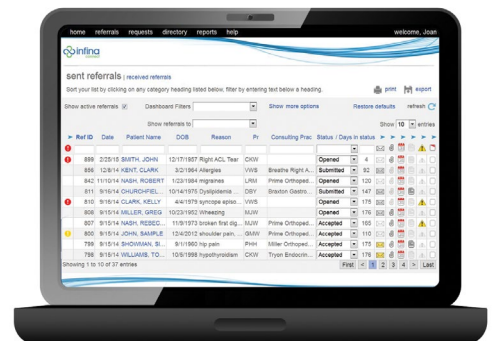 home referrals requests directory reports help welcome, Joan
infina
sent referrals | received referrals
Sort your list by clicking on any category heading listed below, filter by entering text below a heading. print export
Show active referrals Dashboard Filters Show more options Restore defaults refresh
Show referrals to Show 10 entries
Ref ID Date Patient Name DOB Reason Pr Consulting Prac Status / Days in status
899 2/25/15 SMITH, JOHN 12/17/1957 Right ACL Tear CKW Opened 4
856 12/8/14 KENT, CLARK 3/2/1964 Allergies VWS Breathe Right A... Submitted 92
842 11/10/14 NASH, ROBERT 1/23/1984 migraines LRM Prime Orthoped... Opened 120
811 9/16/14 CHURCHFIEL... 10/14/1975 Dyslipidemia ... DBY Braxton Gastro... Submitted 147
810 9/16/14 CLARK, KELLY 4/4/1979 syncope episo... VWS Opened 175
808 9/15/14 MILLER, GREG 10/23/1952 Wheezing MJW Opened 176
807 9/15/14 NASH, REBEC... 11/9/1973 broken first dig... MJW Prime Orthoped... Accepted 165
800 9/15/14 JOHN, SAMPLE 12/4/2012 shoulder pain, ... GMW Prime Orthoped... Accepted 110
799 9/15/14 SHOWMAN, SI... 9/1/1960 hip pain PHH Miller Orthoped... Accepted 175
798 9/15/14 WILLIAMS, TO... 10/8/1998 hypothyroidism CKW Tryon Endocrin... Accepted 176
Showing 1 to 10 of 37 entries First < 1 2 3 4 > Last